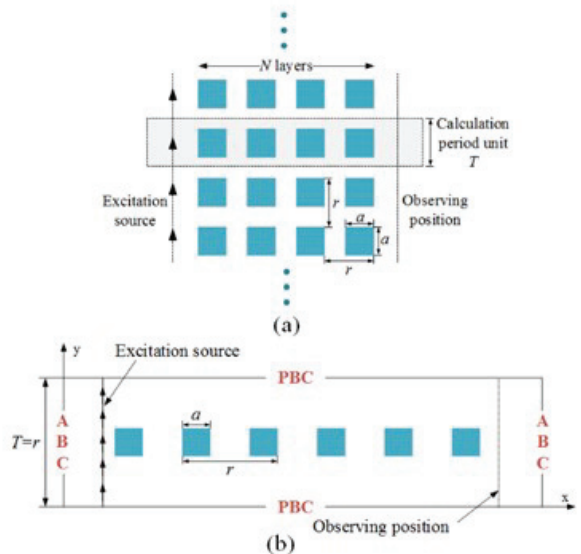 N layers
Calculation
period unit
T
Excitation
source
r
Observing
position
a
a
r
(a)
y
Excitation source
PBC
A
B
C
T=r
a
r
A
B
C
PBC
x
Observing position
(b)